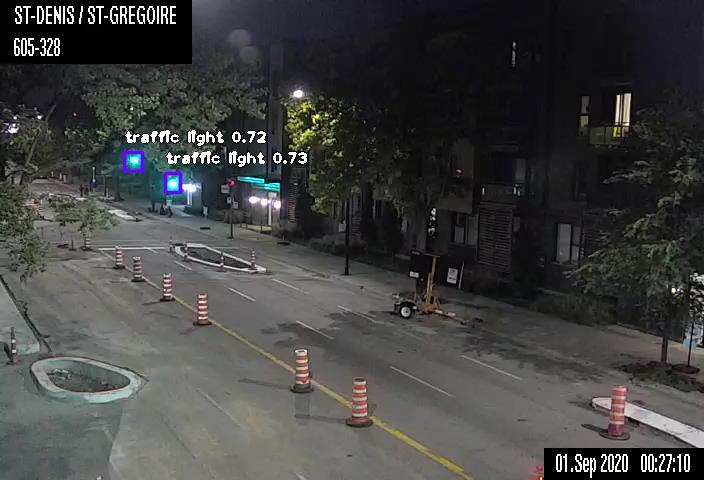 ST-DENIS / ST-GREGOIRE
605-328
traffic light 0.72
traffic light 0.73
01.Sep 2020 00:27:10